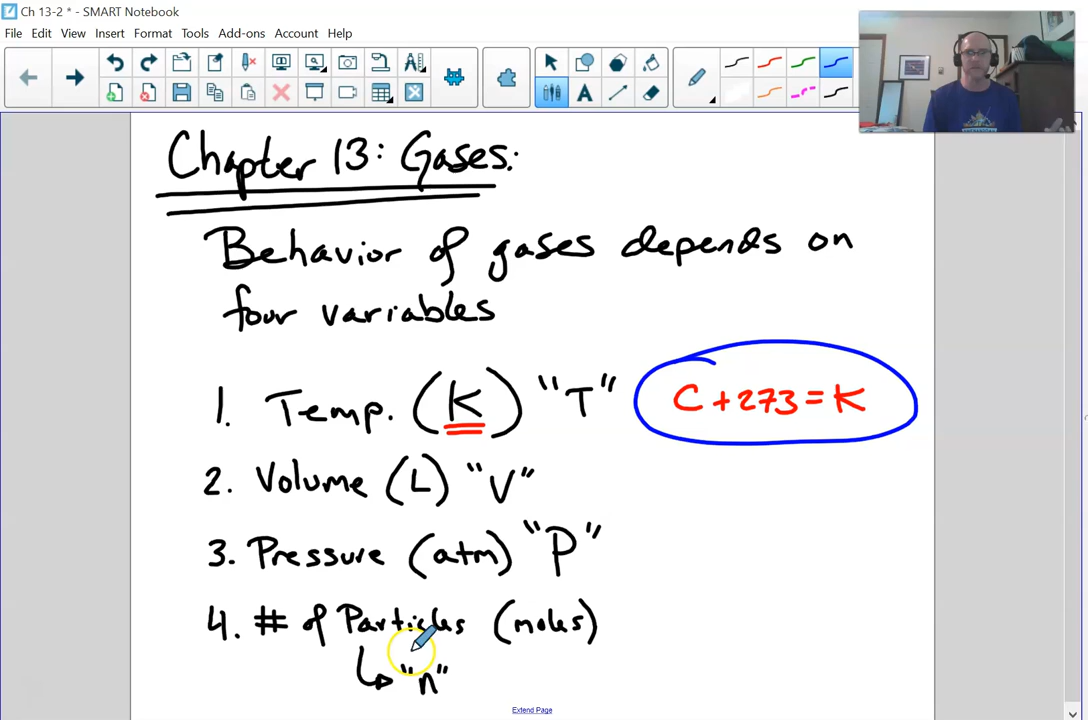 Ch 13-2 * - SMART Notebook
File Edit View Insert Format Tools Add-ons Account Help
Chapter 13: Gases:
Behavior of gases depends on
four variables
1. Temp. (K) "T" C + 273 = K
2. Volume (L) "V"
3. Pressure (atm) "P"
4. # of Particles (moles)
"n"
Extend Page